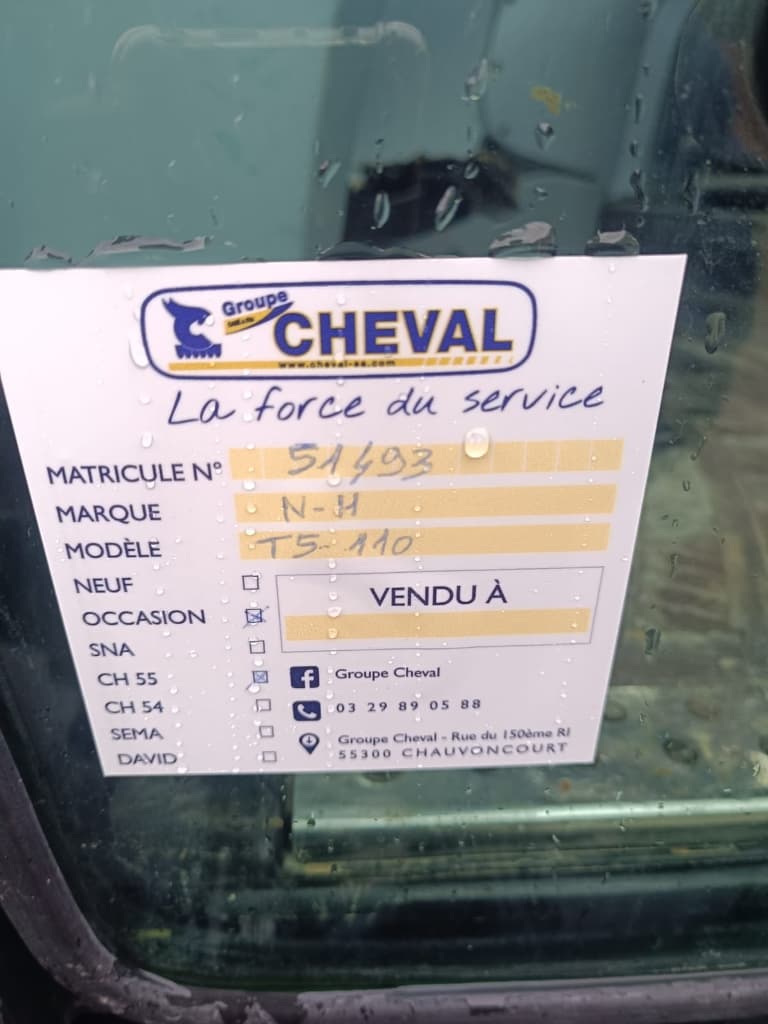 Groupe
CHEVAL
www.cheval-sa.com
La force du service
MATRICULE N° 51493
MARQUE N-H
MODÈLE T5-110
NEUF
OCCASION
SNA
CH 55
CH 54
SEMA
DAVID
VENDU À
Groupe Cheval
03 29 89 05 88
Groupe Cheval - Rue du 150ème RI
55300 CHAUVONCOURT